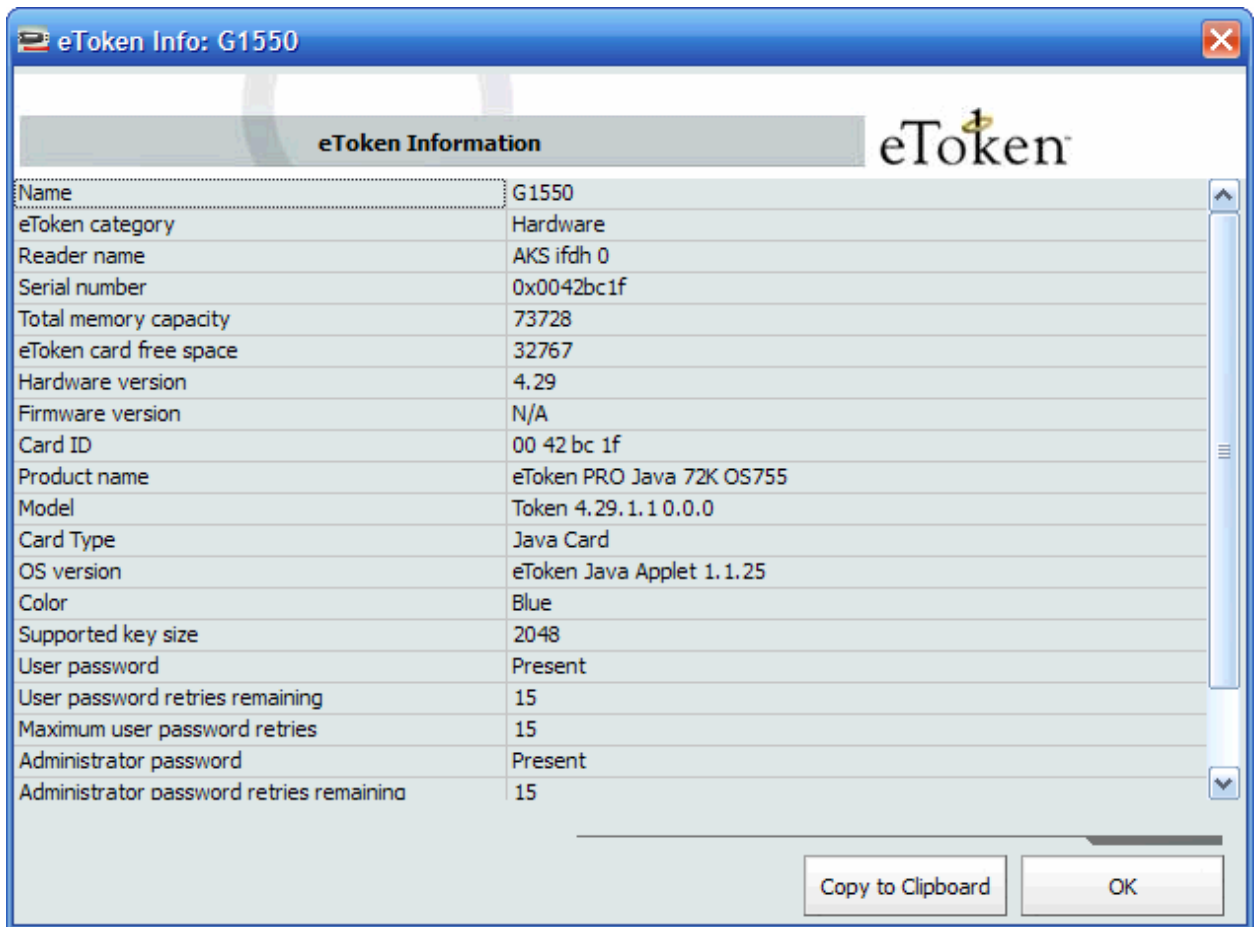 eToken Info: G1550
eToken Information
eToken™
Name G1550
eToken category Hardware
Reader name AKS ifdh 0
Serial number 0x0042bc1f
Total memory capacity 73728
eToken card free space 32767
Hardware version 4.29
Firmware version N/A
Card ID 00 42 bc 1f
Product name eToken PRO Java 72K OS755
Model Token 4.29.1.1 0.0.0
Card Type Java Card
OS version eToken Java Applet 1.1.25
Color Blue
Supported key size 2048
User password Present
User password retries remaining 15
Maximum user password retries 15
Administrator password Present
Administrator password retries remaining 15
Copy to Clipboard OK